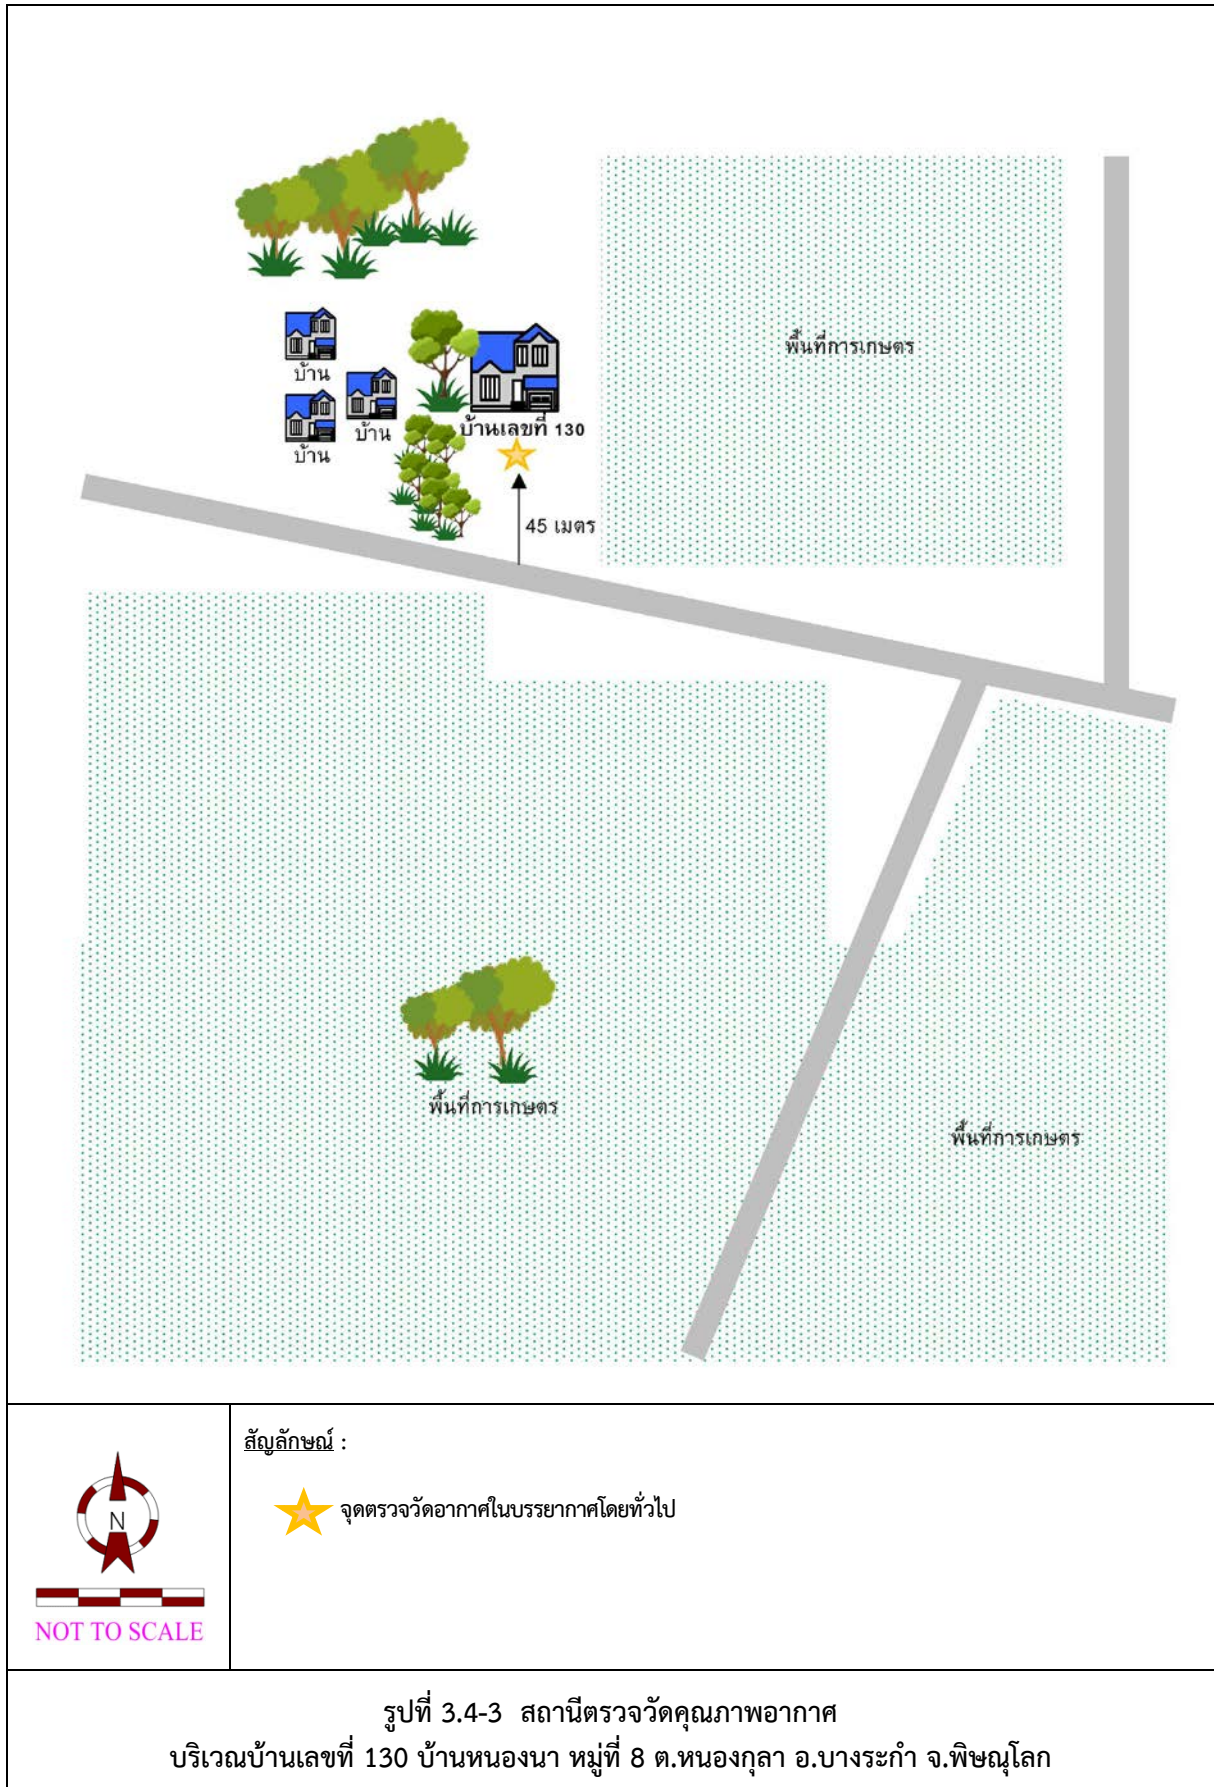 พื้นที่การเกษตร
บ้าน
บ้าน
บ้าน
บ้านเลขที่ 130
45 เมตร
พื้นที่การเกษตร
พื้นที่การเกษตร
N
NOT TO SCALE
สัญลักษณ์ :
จุดตรวจวัดอากาศในบรรยากาศโดยทั่วไป
รูปที่ 3.4-3 สถานีตรวจวัดคุณภาพอากาศ
บริเวณบ้านเลขที่ 130 บ้านหนองนา หมู่ที่ 8 ต.หนองกุลา อ.บางระกำ จ.พิษณุโลก